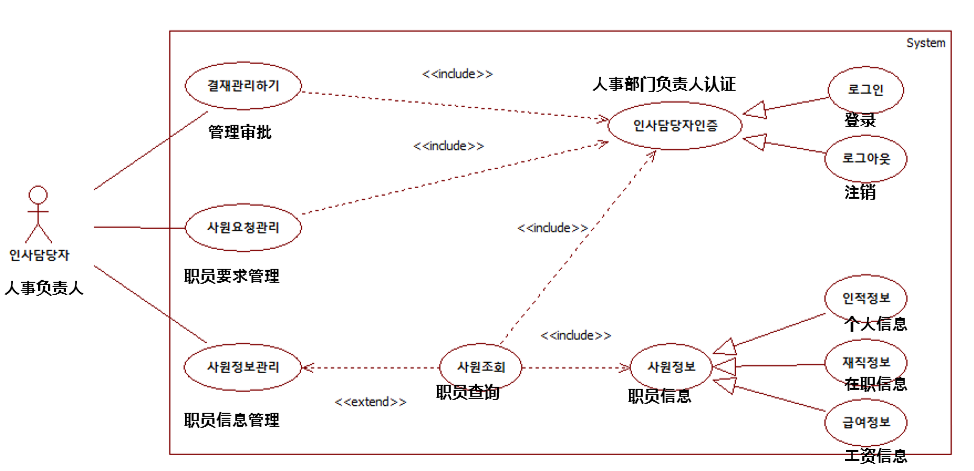 System
<<include>>
결재관리하기
管理审批
人事部门负责人认证
인사담당자인증
로그인
登录
로그아웃
注销
<<include>>
사원요청관리
职员要求管理
<<include>>
인사담당자
人事负责人
인적정보
个人信息
<<include>>
사원정보관리
职员信息管理
사원조회
职员查询
사원정보
职员信息
재직정보
在职信息
<<extend>>
급여정보
工资信息